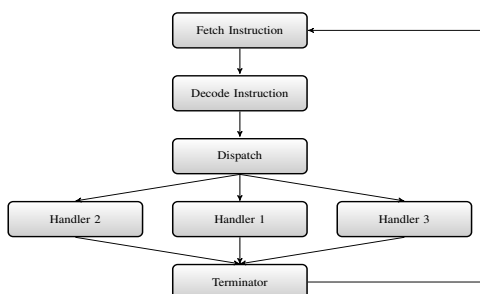 Fetch Instruction
Decode Instruction
Dispatch
Handler 2
Handler 1
Handler 3
Terminator